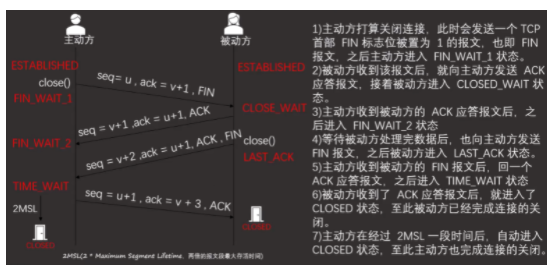 主动方
被动方
ESTABLISHED
ESTABLISHED
close()
seq= u , ack = v+1 , FIN
FIN_WAIT_1
CLOSE_WAIT
seq = v+1 ,ack = u+1, ACK
FIN_WAIT_2
close()
seq = v+2 ,ack = u+1, ACK , FIN
LAST_ACK
TIME_WAIT
seq = u+1 , ack = v + 3 , ACK
2MSL
CLOSED
CLOSED
2MSL(2 * Maximum Segment Lifetime, 两倍的报文段最大存活时间)
1)主动方打算关闭连接，此时会发送一个 TCP
首部 FIN 标志位被置为 1 的报文，也即 FIN
报文，之后主动方进入 FIN_WAIT_1 状态。
2)被动方收到该报文后，就向主动方发送 ACK
应答报文，接着被动方进入 CLOSED_WAIT 状
态。
3)主动方收到被动方的 ACK 应答报文后，之
后进入 FIN_WAIT_2 状态
4)等待被动方处理完数据后，也向主动方发送
FIN 报文，之后被动方进入 LAST_ACK 状态。
5)主动方收到被动方的 FIN 报文后，回一个
ACK 应答报文，之后进入 TIME_WAIT 状态
6)被动方收到了 ACK 应答报文后，就进入了
CLOSED 状态，至此被动方已经完成连接的关
闭。
7)主动方在经过 2MSL 一段时间后，自动进入
CLOSED 状态，至此主动方也完成连接的关闭。